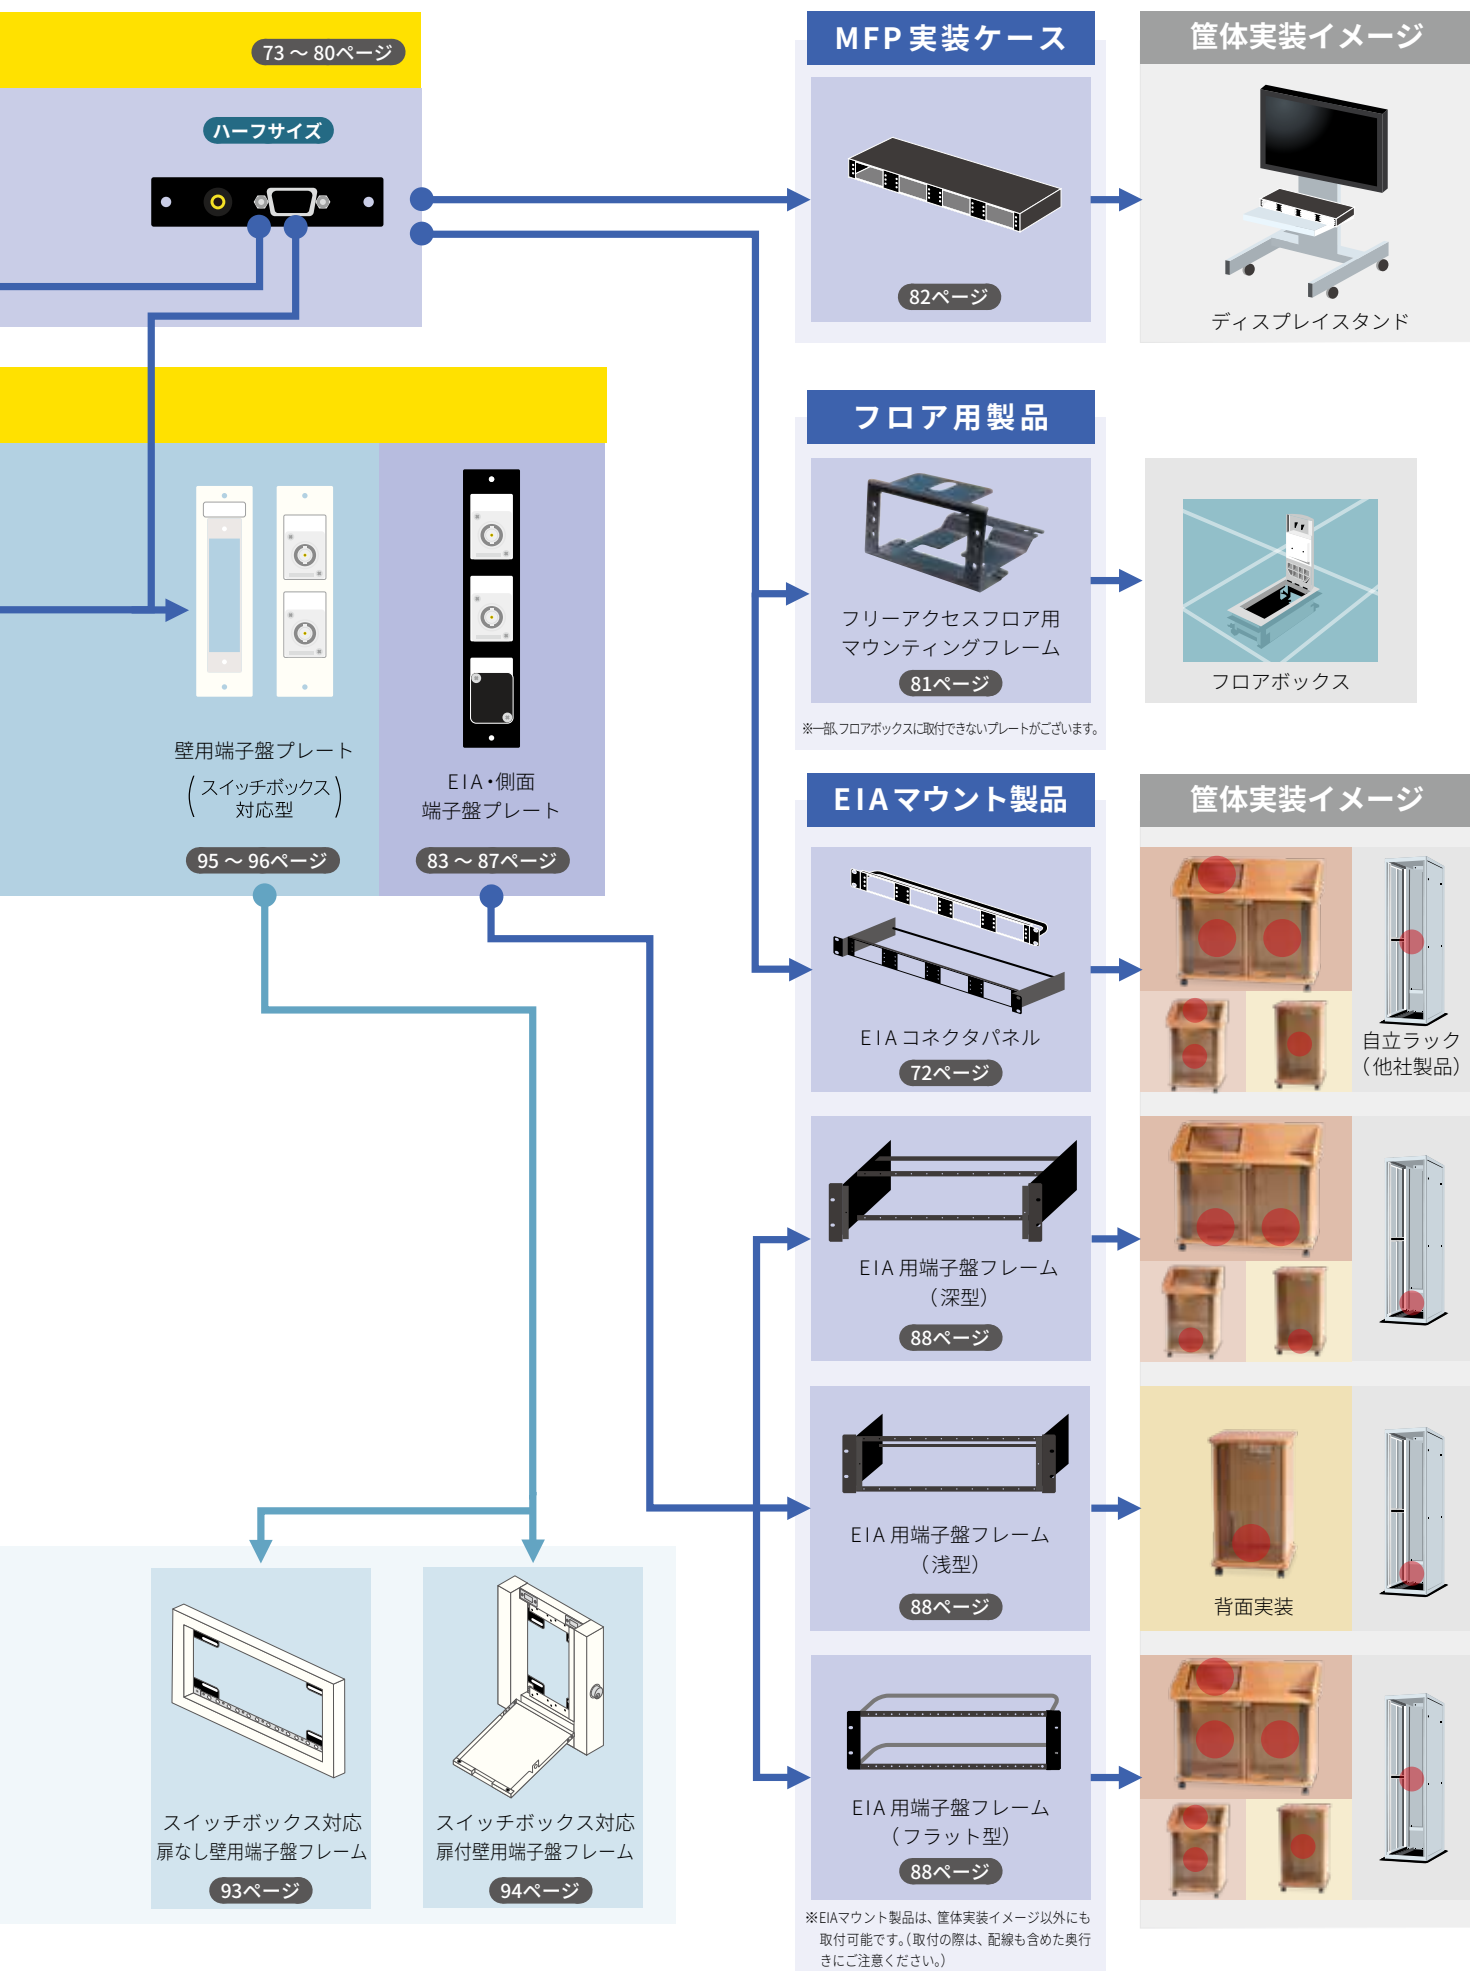 73 ～ 80ページ
ハーフサイズ
MFP 実装ケース
82ページ
筐体実装イメージ
ディスプレイスタンド
フロア用製品
フリーアクセスフロア用
マウンティングフレーム
81ページ
※一部、フロアボックスに取付できないプレートがございます。
フロアボックス
壁用端子盤プレート
（スイッチボックス
対応型）
95 ～ 96ページ
EIA・側面
端子盤プレート
83 ～ 87ページ
EIAマウント製品
筐体実装イメージ
EIA コネクタパネル
72ページ
自立ラック
（他社製品）
EIA 用端子盤フレーム
（深型）
88ページ
EIA 用端子盤フレーム
（浅型）
88ページ
背面実装
EIA 用端子盤フレーム
（フラット型）
88ページ
※EIAマウント製品は、筐体実装イメージ以外にも
取付可能です。（取付の際は、配線も含めた奥行
きにご注意ください。）
スイッチボックス対応
扉なし壁用端子盤フレーム
93ページ
スイッチボックス対応
扉付壁用端子盤フレーム
94ページ